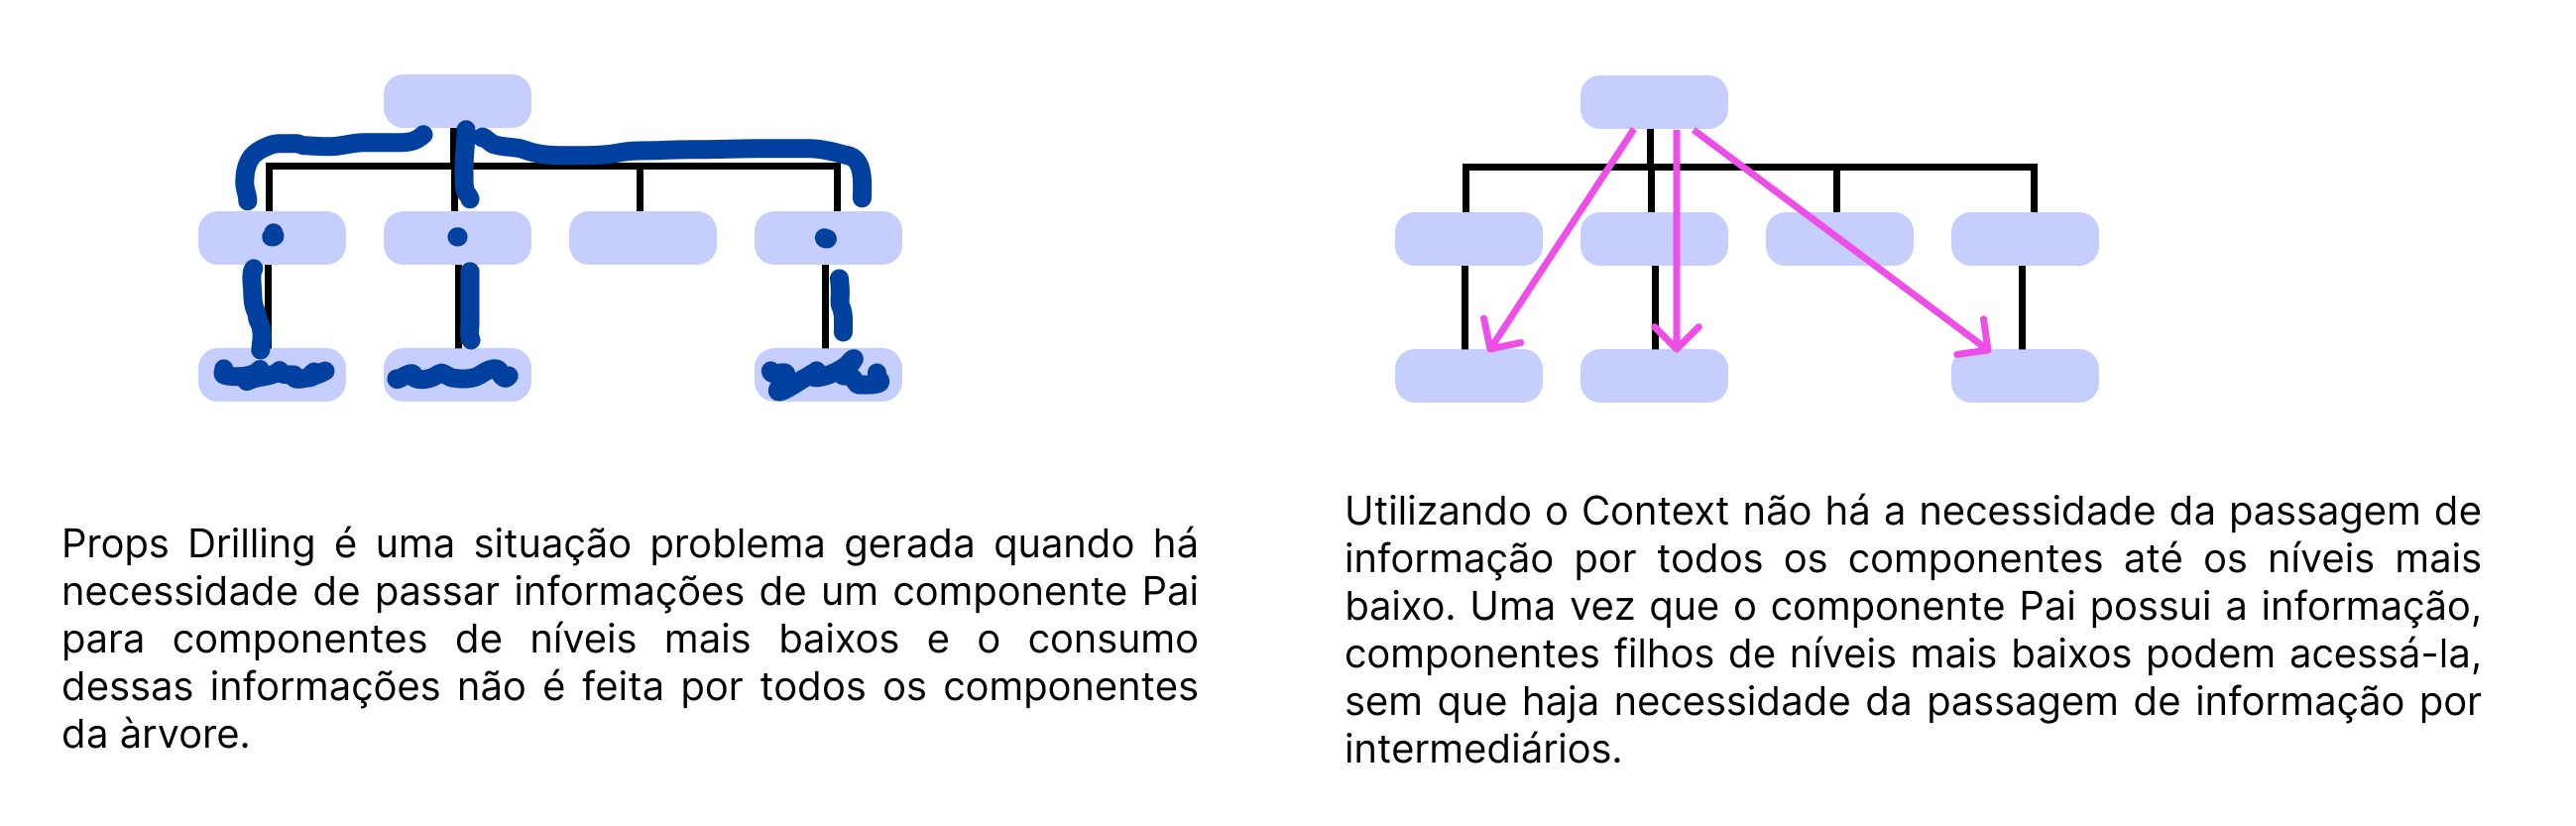 Props Drilling é uma situação problema gerada quando há
necessidade de passar informações de um componente Pai
para componentes de níveis mais baixos e o consumo
dessas informações não é feita por todos os componentes
da àrvore.
Utilizando o Context não há a necessidade da passagem de
informação por todos os componentes até os níveis mais
baixo. Uma vez que o componente Pai possui a informação,
componentes filhos de níveis mais baixos podem acessá-la,
sem que haja necessidade da passagem de informação por
intermediários.